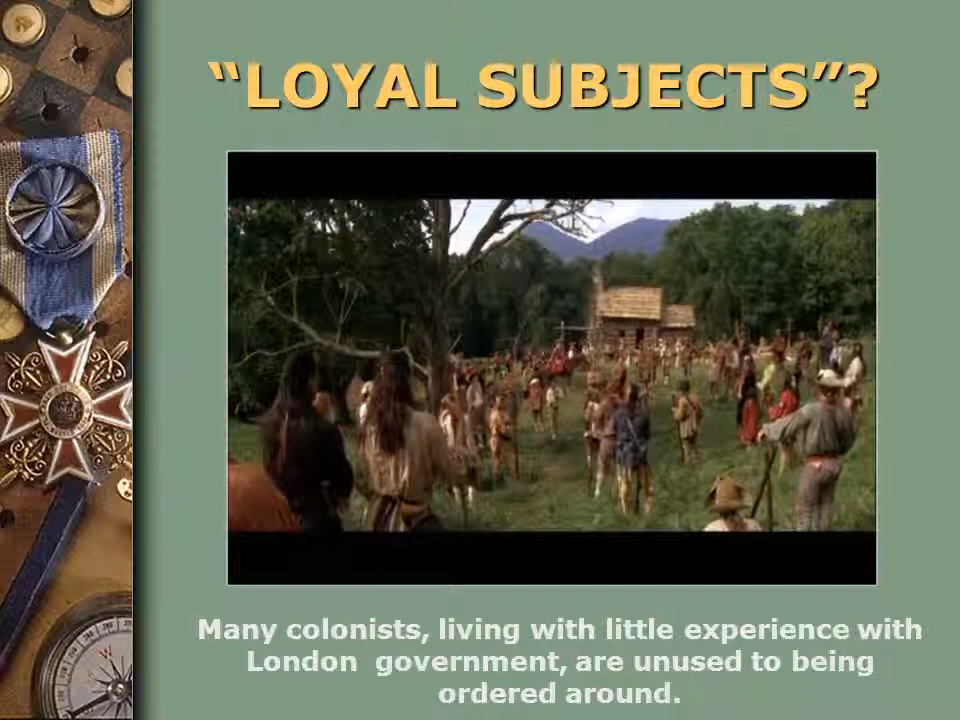 “LOYAL SUBJECTS”?
Many colonists, living with little experience with
London government, are unused to being
ordered around.